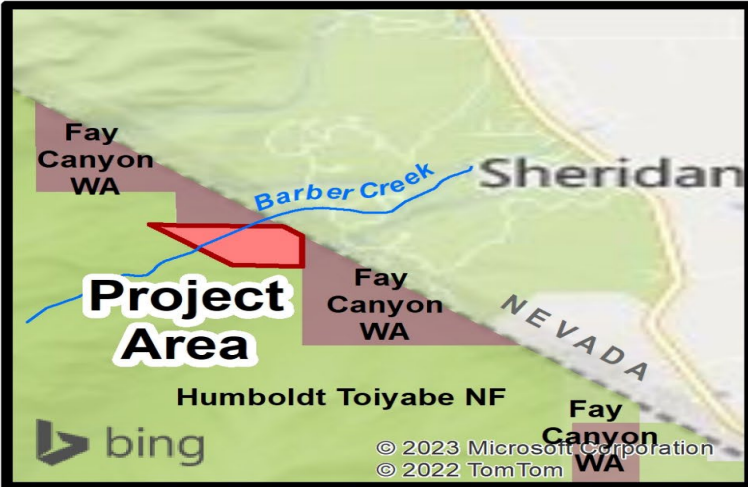 Fay
Canyon
WA
Barber Creek
Sheridan
Fay
Canyon
WA
Project
Area
NEVADA
Humboldt Toiyabe NF
Fay
Canyon
WA
bing
© 2023 Microsoft Corporation
© 2022 TomTom